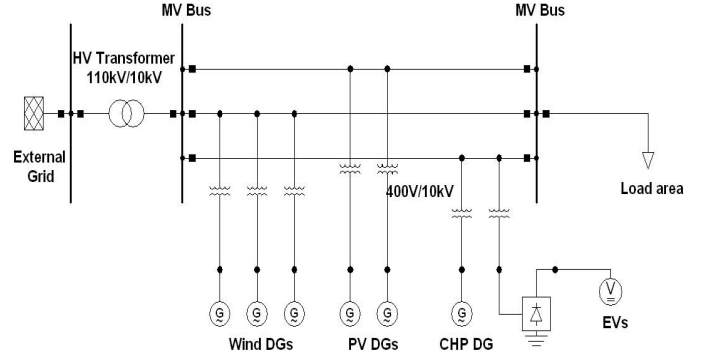 MV Bus
MV Bus
HV Transformer
110kV/10kV
External
Grid
400V/10kV
Load area
G
G
G
G
G
G
V
Wind DGs
PV DGs
CHP DG
EVs